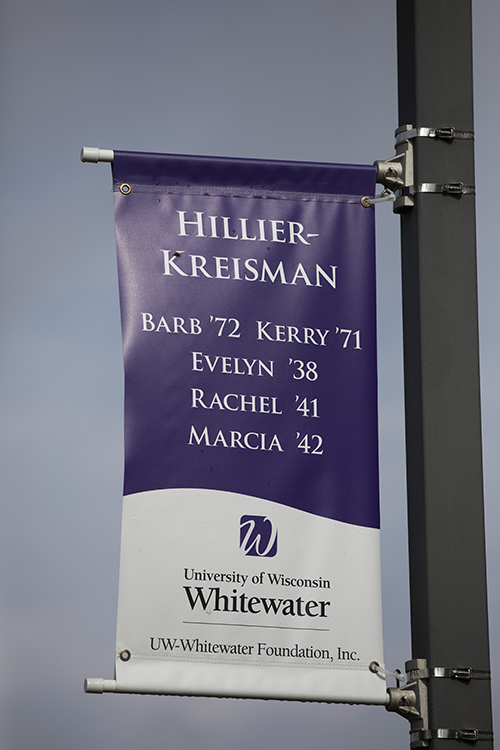 HILLIER-
KREISMAN
BARB '72 KERRY '71
EVELYN '38
RACHEL '41
MARCIA '42
W
University of Wisconsin
Whitewater
UW-Whitewater Foundation, Inc.